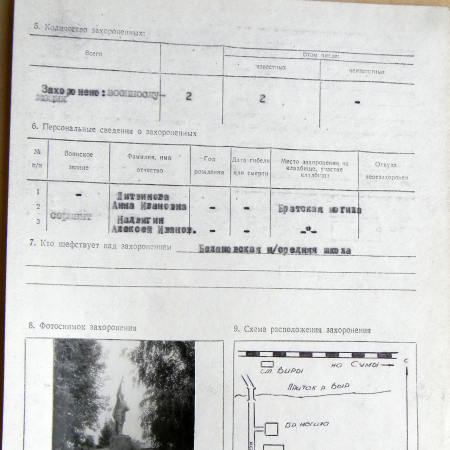 5. Количество захороненных:
Всего
В том числе:
известных
неизвестных
Захоронено: военнослу-
жащих
2
2
-
6. Персональные сведения о захороненных
№ п/п
Воинское звание
Фамилия, имя отчество
Год рождения
Дата гибели или смерти
Место захоронения на кладбище, участке кладбища
Откуда перезахоронен
1 - Литвинова
2 Анна Ивановна - - Братская могила
сержант
3 Алексей Иванов. - - -"-
7. Кто шефствует над захоронением
н/средняя школа
8. Фотоснимок захоронения
9. Схема расположения захоронения
ст. Виры
на Сумы
с
Приток р Вир
Бр могила